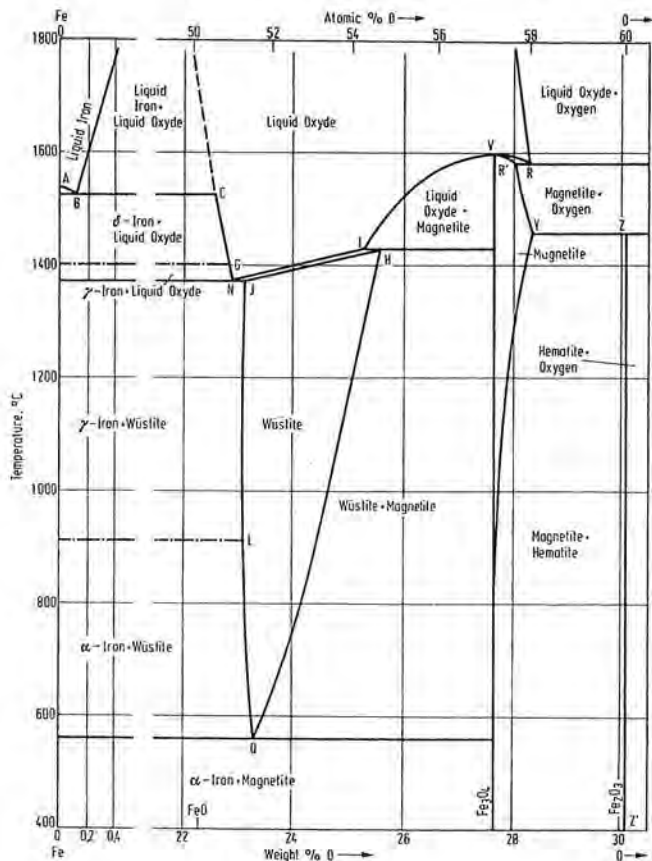 Fe
Atomic % O →
O →
0
50
52
54
56
57
58
60
1800
1600
1400
1200
1000
800
600
400
Temperature, °C
Liquid Iron
Liquid
Iron +
Liquid Oxyde
Liquid Oxyde
Liquid Oxyde +
Oxygen
A
B
C
V
R'
R
δ-Iron +
Liquid Oxyde
Liquid
Oxyde +
Magnetite
Magnetite +
Oxygen
Y
Z
I
H
G
N
J
Magnetite
γ-Iron + Liquid Oxyde
Hematite +
Oxygen
γ-Iron + Wüstite
Wüstite
Wüstite + Magnetite
Magnetite +
Hematite
L
α-Iron + Wüstite
Q
α-Iron + Magnetite
FeO
Fe3O4
Fe2O3
Z'
0
0,2
0,4
22
24
26
28
30
Fe
Weight % O →
O →